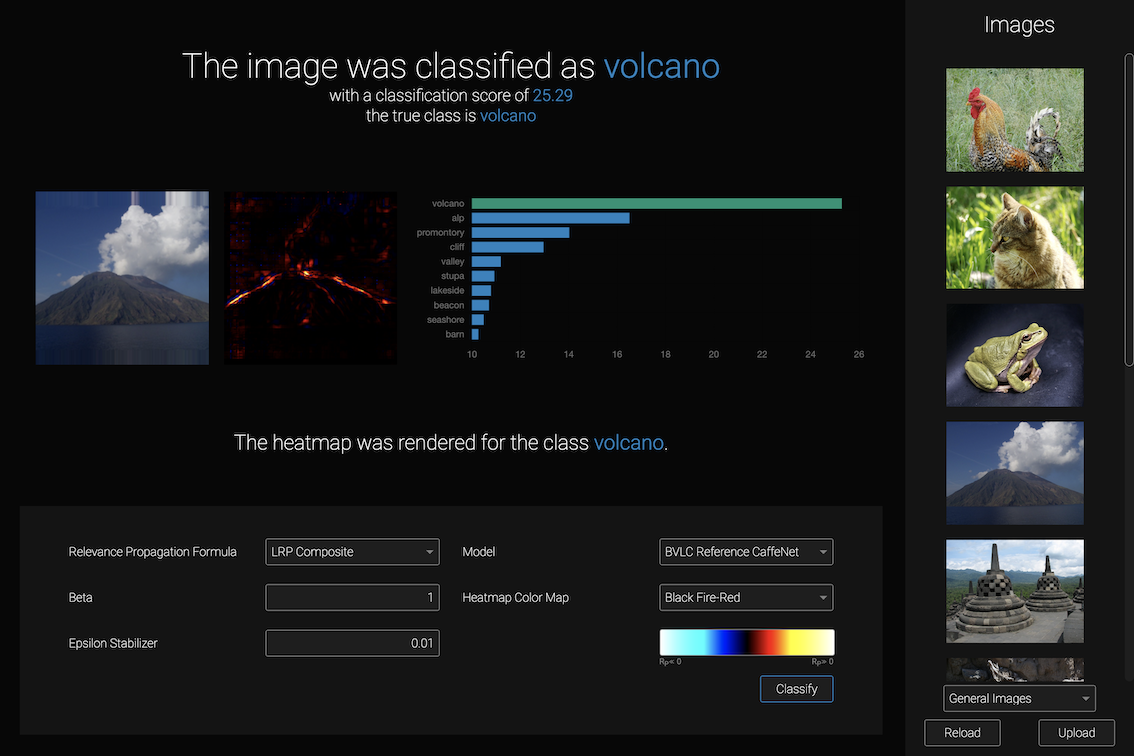 The image was classified as volcano
with a classification score of 25.29
the true class is volcano
volcano
alp
promontory
cliff
valley
stupa
lakeside
beacon
seashore
barn
10 12 14 16 18 20 22 24 26
The heatmap was rendered for the class volcano.
Relevance Propagation Formula
LRP Composite
Model
BVLC Reference CaffeNet
Beta
1
Heatmap Color Map
Black Fire-Red
Epsilon Stabilizer
0.01
Rp< 0
Rp> 0
Classify
Images
General Images
Reload
Upload